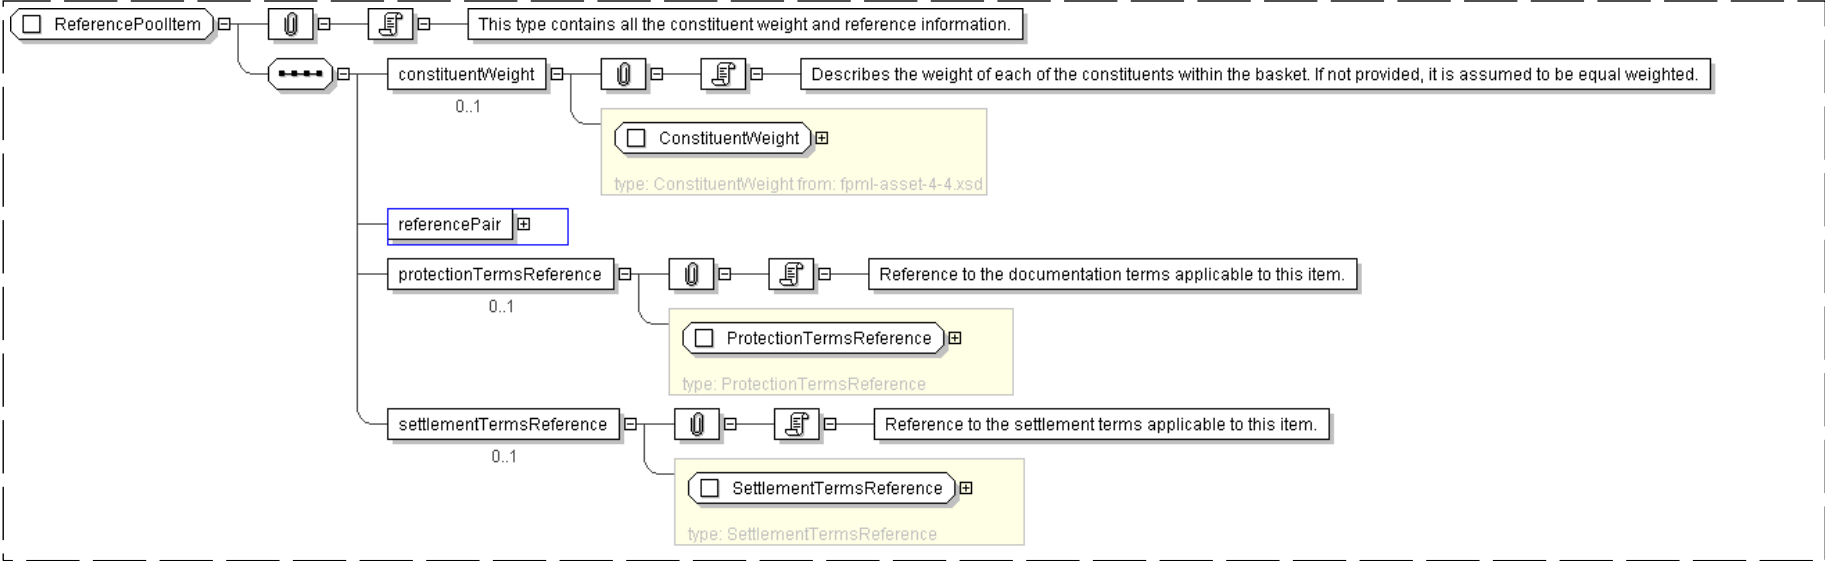 ReferencePoolItem
This type contains all the constituent weight and reference information.
constituentWeight
Describes the weight of each of the constituents within the basket. If not provided, it is assumed to be equal weighted.
0..1
ConstituentWeight
type: ConstituentWeight from: fpml-asset-4-4.xsd
referencePair
protectionTermsReference
Reference to the documentation terms applicable to this item.
0..1
ProtectionTermsReference
type: ProtectionTermsReference
settlementTermsReference
Reference to the settlement terms applicable to this item.
0..1
SettlementTermsReference
type: SettlementTermsReference